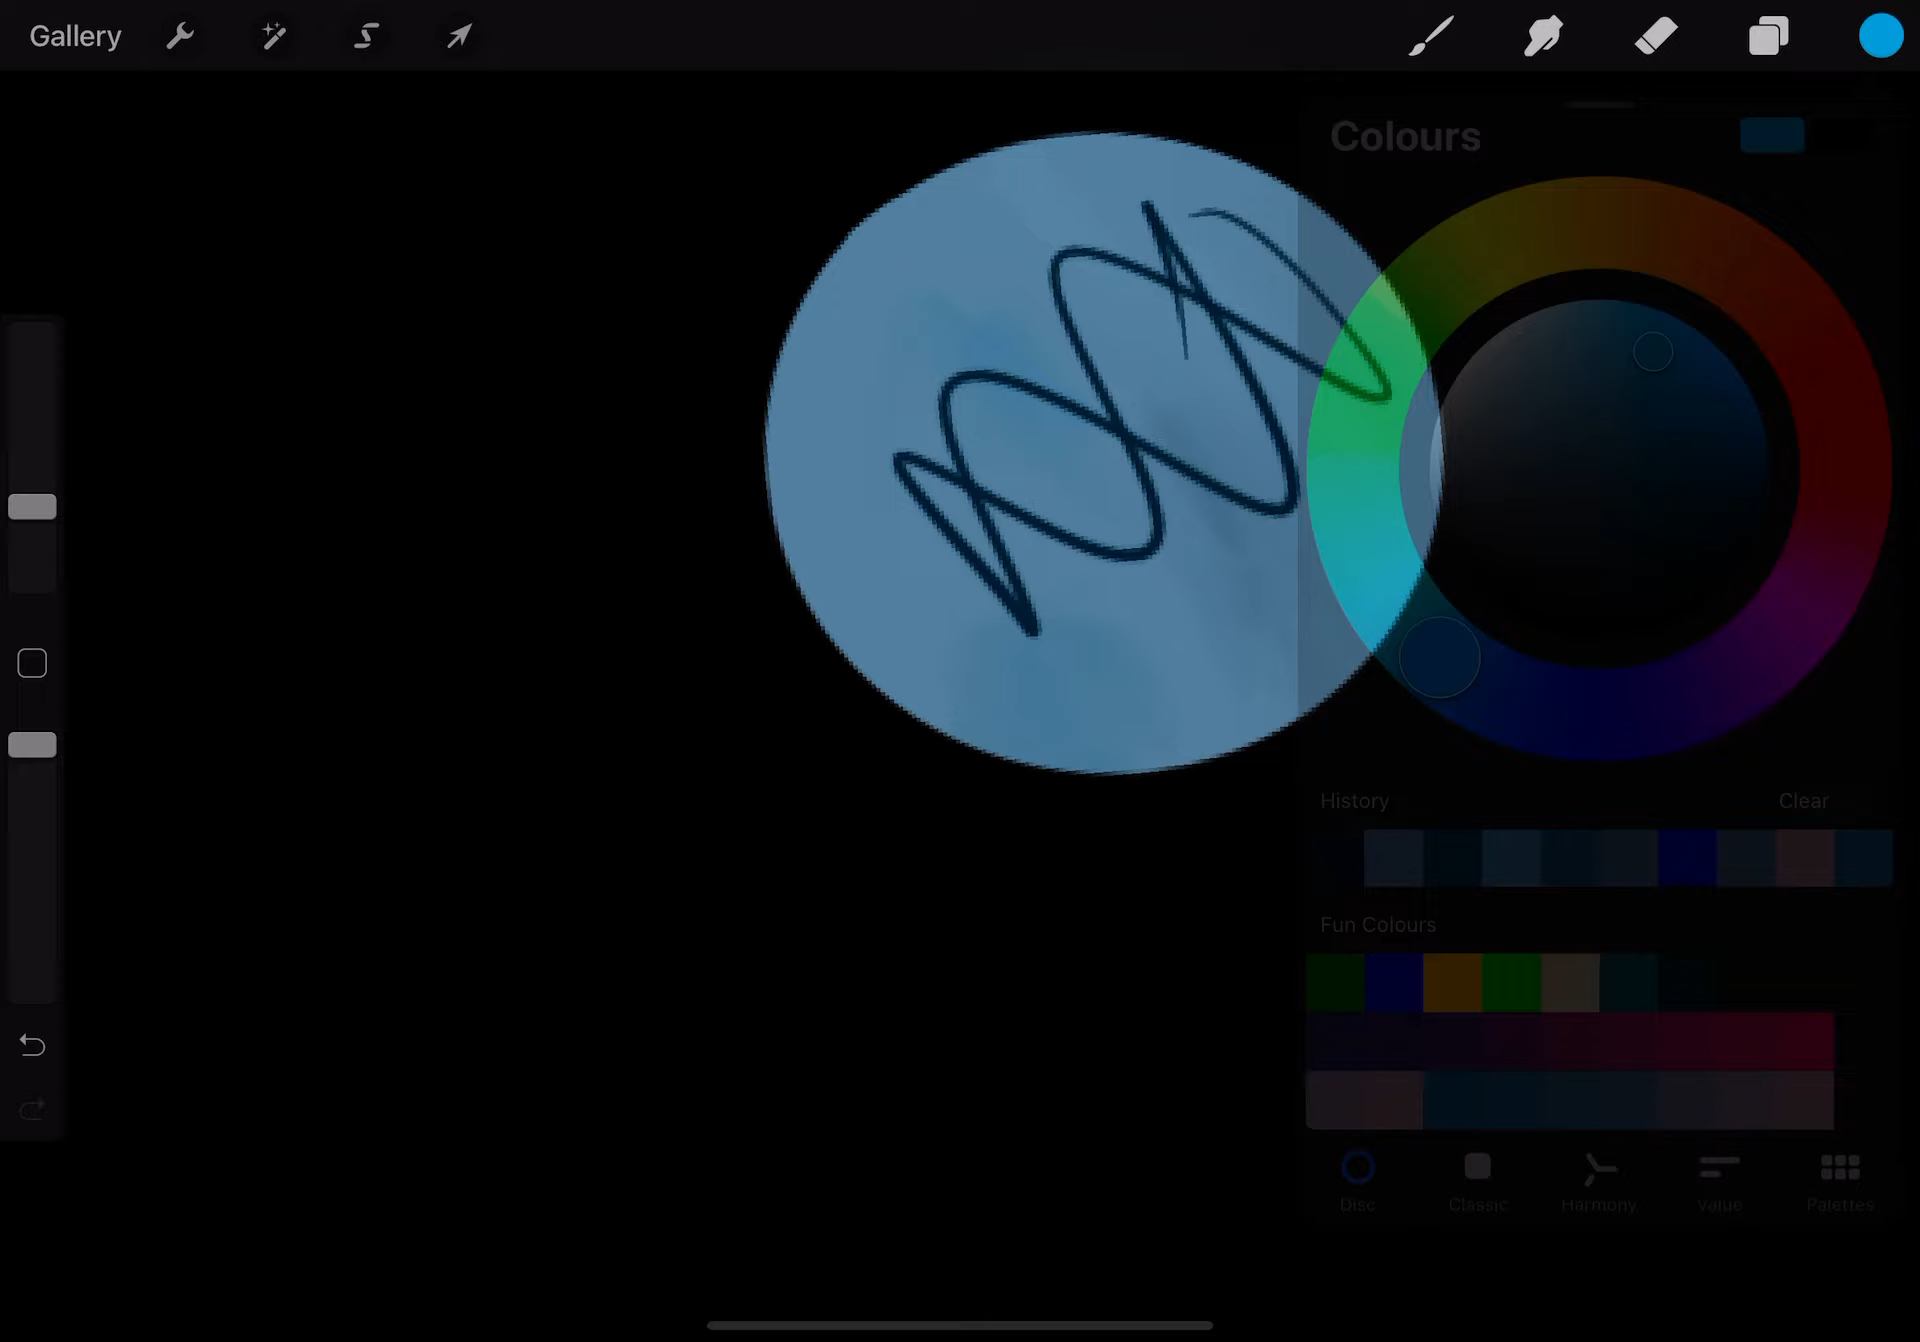 Gallery
Colours
History Clear
Fun Colours
Disc Classic Harmony Value Palettes